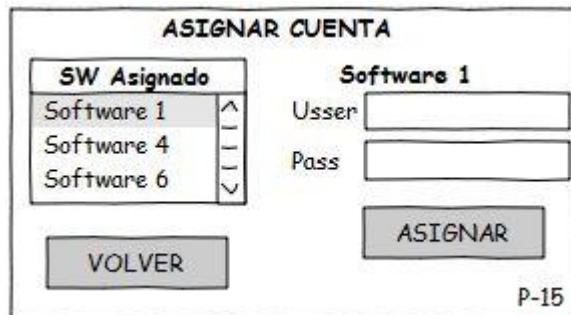 ASIGNAR CUENTA
SW Asignado
Software 1
Software 4
Software 6
Software 1
Usser
Pass
VOLVER
ASIGNAR
P-15